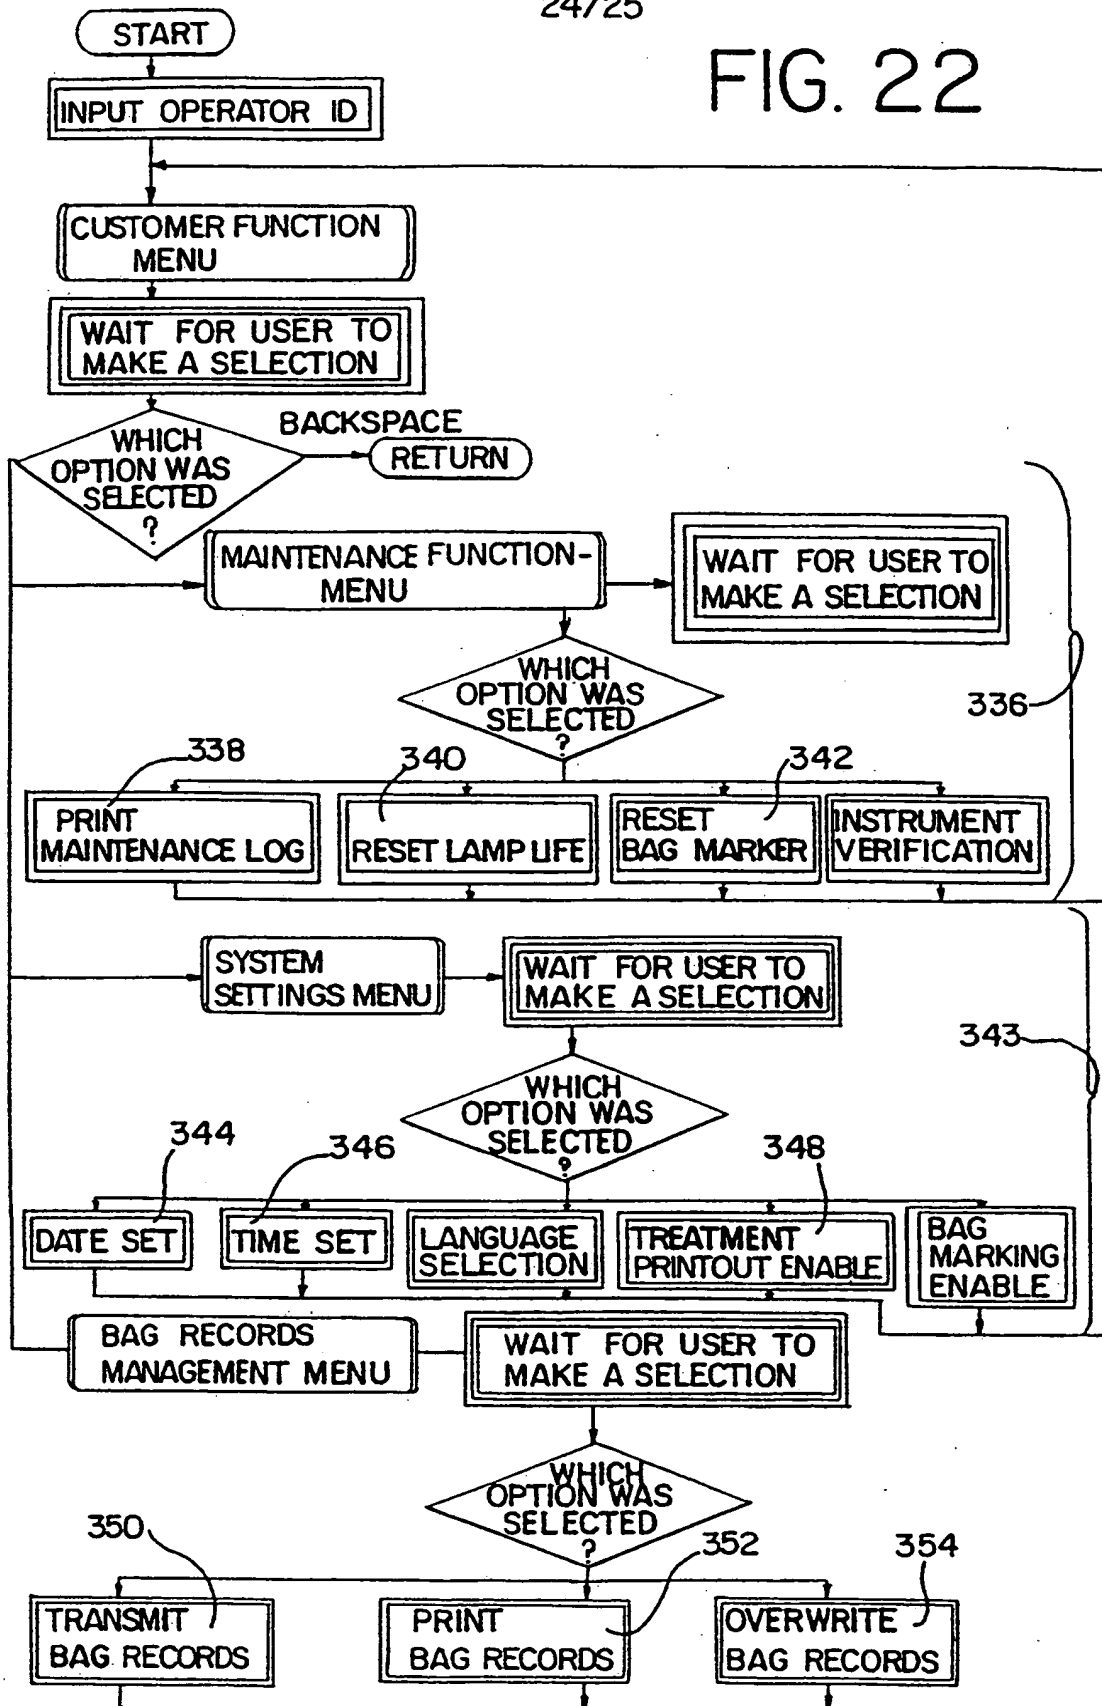 24/25
FIG. 22
START
INPUT OPERATOR ID
CUSTOMER FUNCTION
MENU
WAIT FOR USER TO
MAKE A SELECTION
WHICH
OPTION WAS
SELECTED
?
BACKSPACE
RETURN
MAINTENANCE FUNCTION-
MENU
WAIT FOR USER TO
MAKE A SELECTION
WHICH
OPTION WAS
SELECTED
?
336
338
340
342
PRINT
MAINTENANCE LOG
RESET LAMP LIFE
RESET
BAG MARKER
INSTRUMENT
VERIFICATION
SYSTEM
SETTINGS MENU
WAIT FOR USER TO
MAKE A SELECTION
343
WHICH
OPTION WAS
SELECTED
?
344
346
348
DATE SET
TIME SET
LANGUAGE
SELECTION
TREATMENT
PRINTOUT ENABLE
BAG
MARKING
ENABLE
BAG RECORDS
MANAGEMENT MENU
WAIT FOR USER TO
MAKE A SELECTION
WHICH
OPTION WAS
SELECTED
?
350
352
354
TRANSMIT
BAG RECORDS
PRINT
BAG RECORDS
OVERWRITE
BAG RECORDS